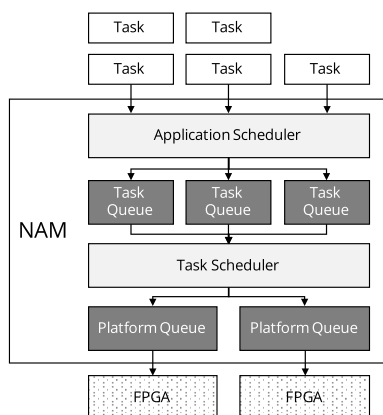 Task Task
Task Task Task
Application Scheduler
Task Queue Task Queue Task Queue
NAM
Task Scheduler
Platform Queue Platform Queue
FPGA FPGA